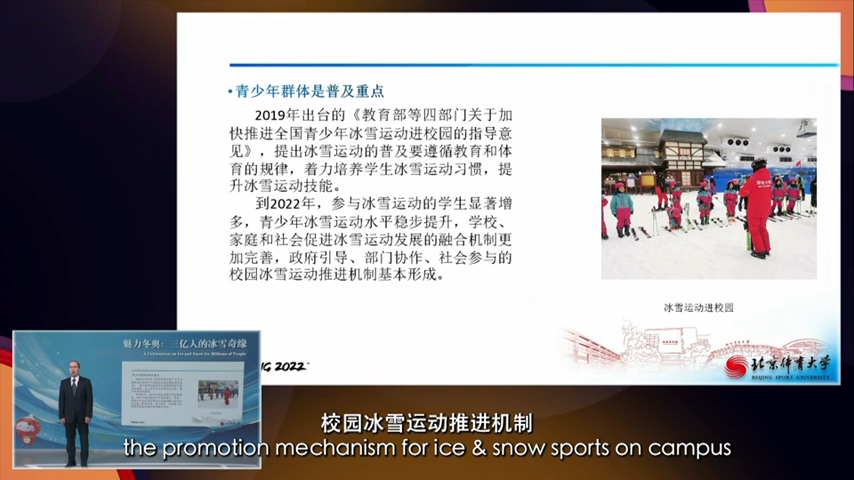 •青少年群体是普及重点
2019年出台的《教育部等四部门关于加
快推进全国青少年冰雪运动进校园的指导意
见》，提出冰雪运动的普及要遵循教育和体
育的规律，着力培养学生冰雪运动习惯，提
升冰雪运动技能。
到2022年，参与冰雪运动的学生显著增
多，青少年冰雪运动水平稳步提升，学校、
家庭和社会促进冰雪运动发展的融合机制更
加完善，政府引导、部门协作、社会参与的
校园冰雪运动推进机制基本形成。
冰雪运动进校园
北京体育大学
BEIJING SPORT UNIVERSITY
魅力冬奥：三亿人的冰雪奇缘
A Celebration on Ice and Snow for Millions of People
2022
校园冰雪运动推进机制
the promotion mechanism for ice & snow sports on campus